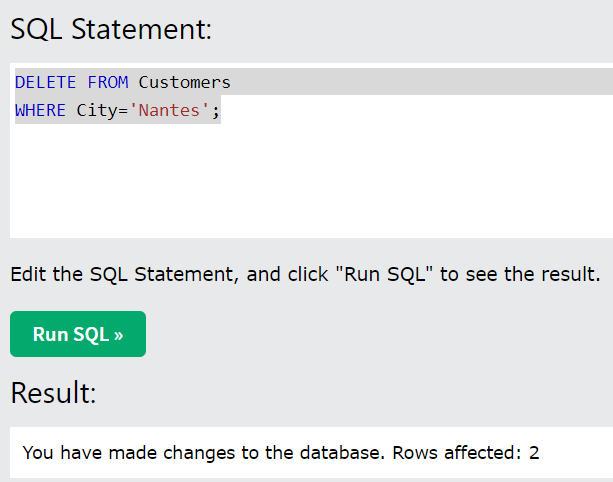 SQL Statement:
DELETE FROM Customers
WHERE City='Nantes';
Edit the SQL Statement, and click "Run SQL" to see the result.
Run SQL »
Result:
You have made changes to the database. Rows affected: 2